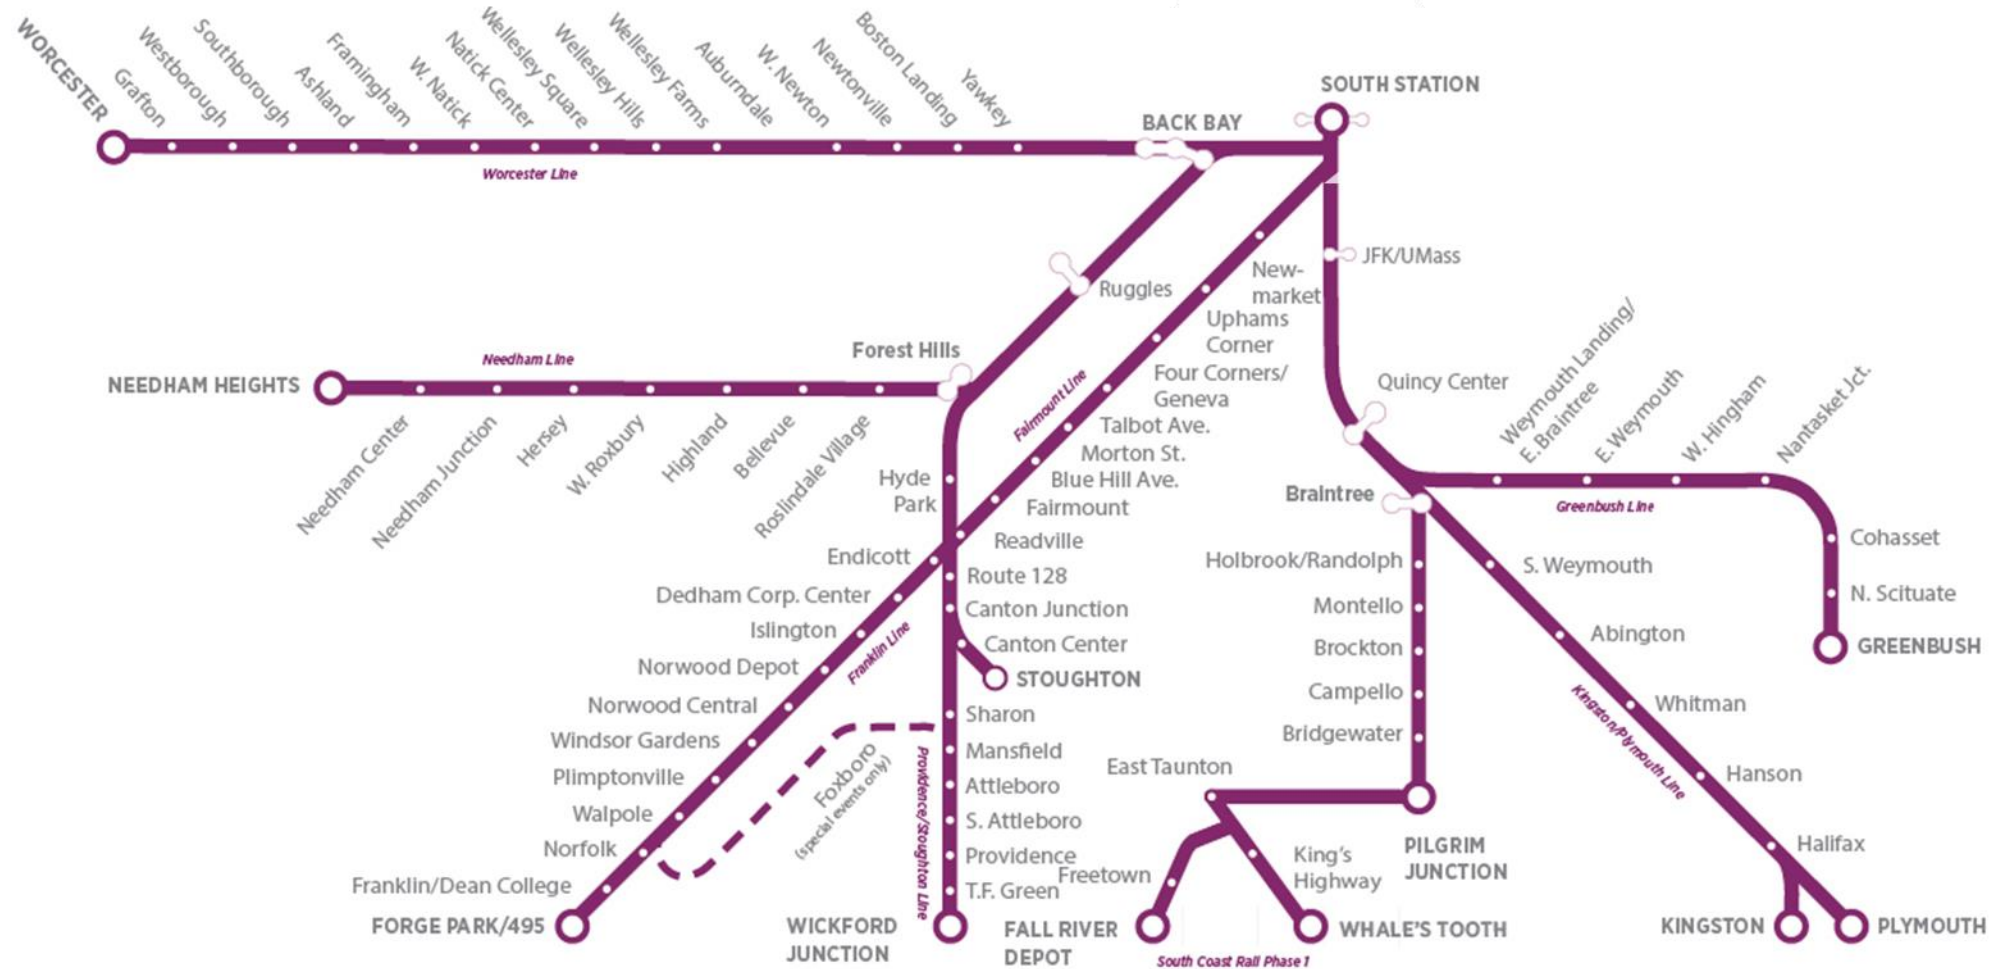 WORCESTER
Grafton
Westborough
Southborough
Ashland
Framingham
W. Natick
Natick Center
Wellesley Square
Wellesley Hills
Wellesley Farms
Auburndale
W. Newton
Newtonville
Boston Landing
Yawkey
BACK BAY
SOUTH STATION
Worcester Line
JFK/UMass
Ruggles
New-
market
Uphams
Corner
Forest Hills
Needham Line
NEEDHAM HEIGHTS
Needham Center
Needham Junction
Hersey
W. Roxbury
Highland
Bellevue
Roslindale Village
Fairmount Line
Four Corners/
Geneva
Talbot Ave.
Morton St.
Blue Hill Ave.
Fairmount
Readville
Quincy Center
Weymouth Landing/
E. Braintree
E. Weymouth
W. Hingham
Nantasket Jct.
Greenbush Line
Cohasset
N. Scituate
GREENBUSH
Braintree
Hyde
Park
Endicott
Dedham Corp. Center
Islington
Norwood Depot
Norwood Central
Windsor Gardens
Plimptonville
Walpole
Norfolk
Franklin/Dean College
FORGE PARK/495
Franklin Line
Foxboro
(special events only)
Route 128
Canton Junction
Canton Center
STOUGHTON
Sharon
Mansfield
Attleboro
S. Attleboro
Providence
T.F. Green
WICKFORD
JUNCTION
Providence/Stoughton Line
Holbrook/Randolph
Montello
Brockton
Campello
Bridgewater
PILGRIM
JUNCTION
East Taunton
King's
Highway
Freetown
FALL RIVER
DEPOT
WHALE'S TOOTH
South Coast Rail Phase 1
S. Weymouth
Abington
Whitman
Hanson
Halifax
Kingston/Plymouth Line
KINGSTON
PLYMOUTH